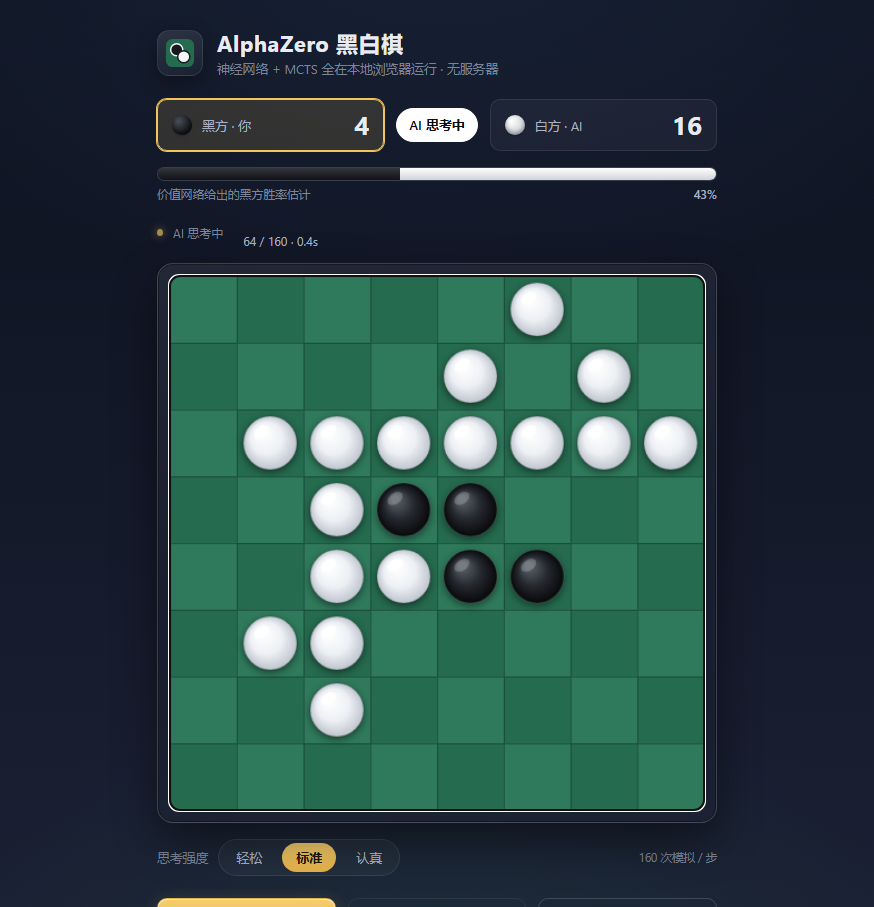 AlphaZero 黑白棋
神经网络 + MCTS 全在本地浏览器运行 · 无服务器
黑方 · 你 4 AI 思考中 白方 · AI 16
价值网络给出的黑方胜率估计 43%
AI 思考中 64 / 160 · 0.4s
思考强度 轻松 标准 认真 160 次模拟 / 步